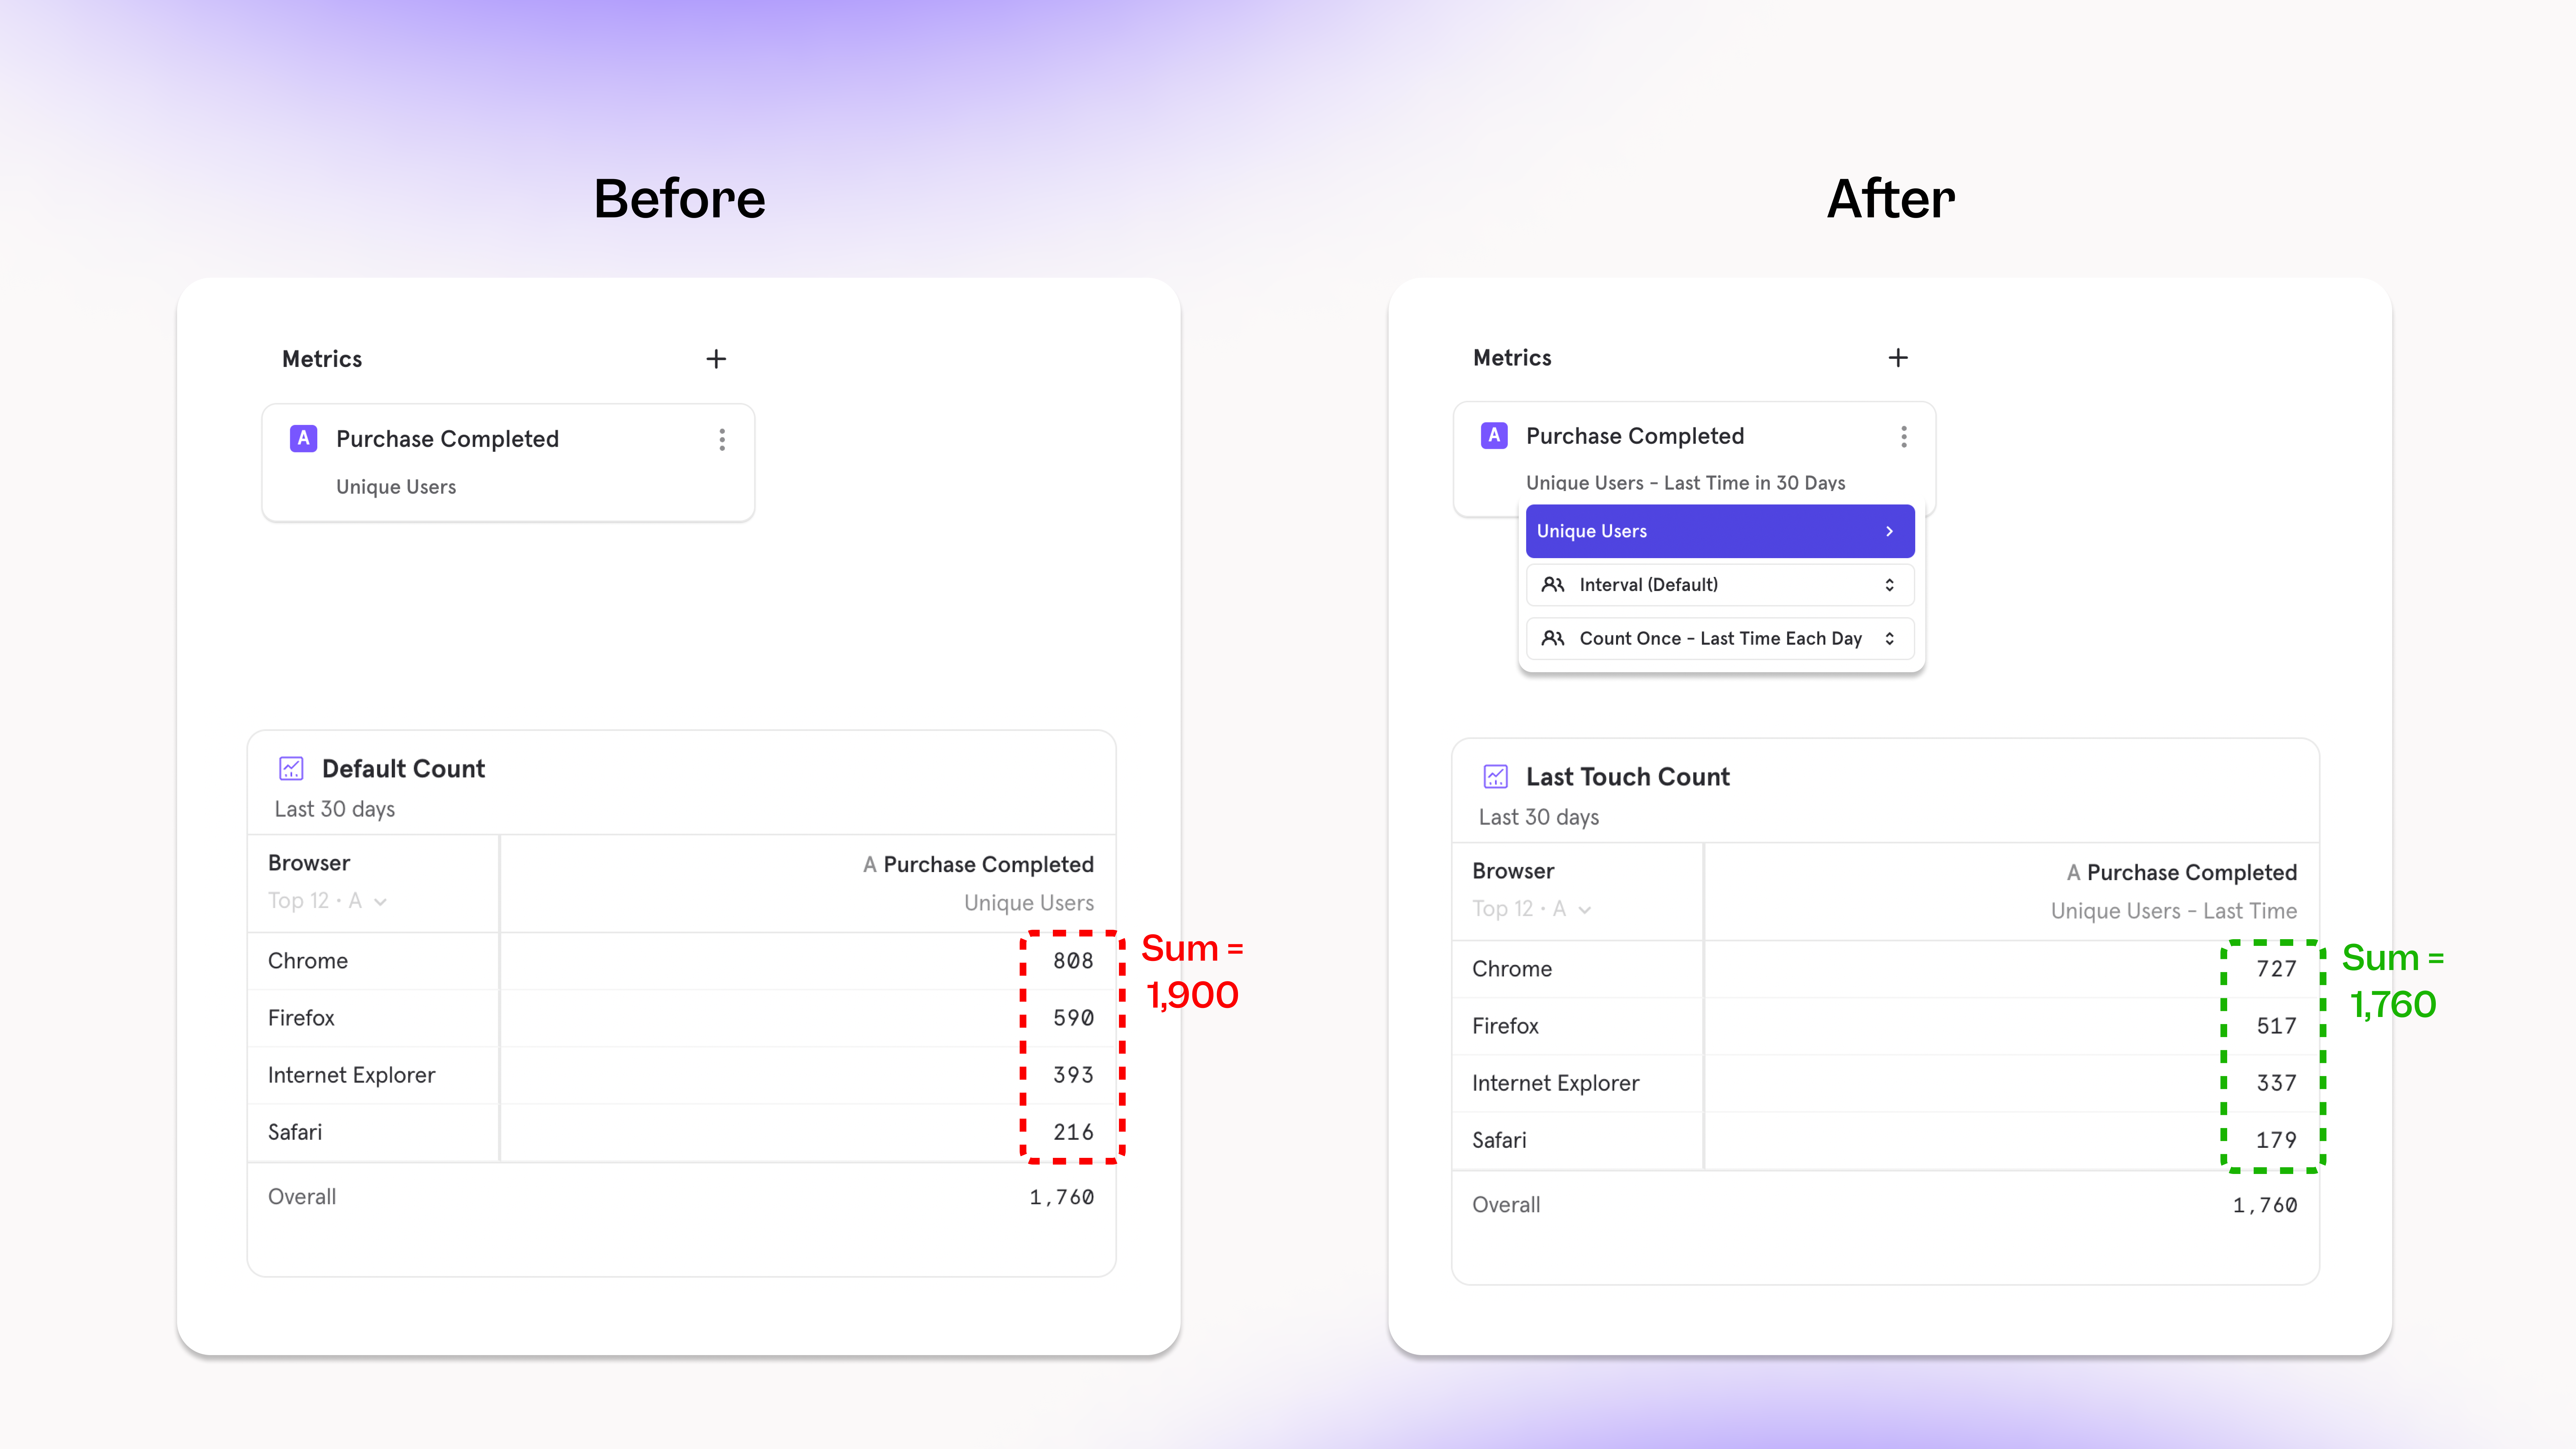 Before
Metrics
A Purchase Completed
Unique Users
Default Count
Last 30 days
Browser
A Purchase Completed
Top 12 • A
Unique Users
Chrome 808
Firefox 590
Internet Explorer 393
Safari 216
Overall 1,760
Sum =
1,900
After
Metrics
A Purchase Completed
Unique Users – Last Time in 30 Days
Unique Users
Interval (Default)
Count Once – Last Time Each Day
Last Touch Count
Last 30 days
Browser
A Purchase Completed
Top 12 • A
Unique Users – Last Time
Chrome 727
Firefox 517
Internet Explorer 337
Safari 179
Overall 1,760
Sum =
1,760